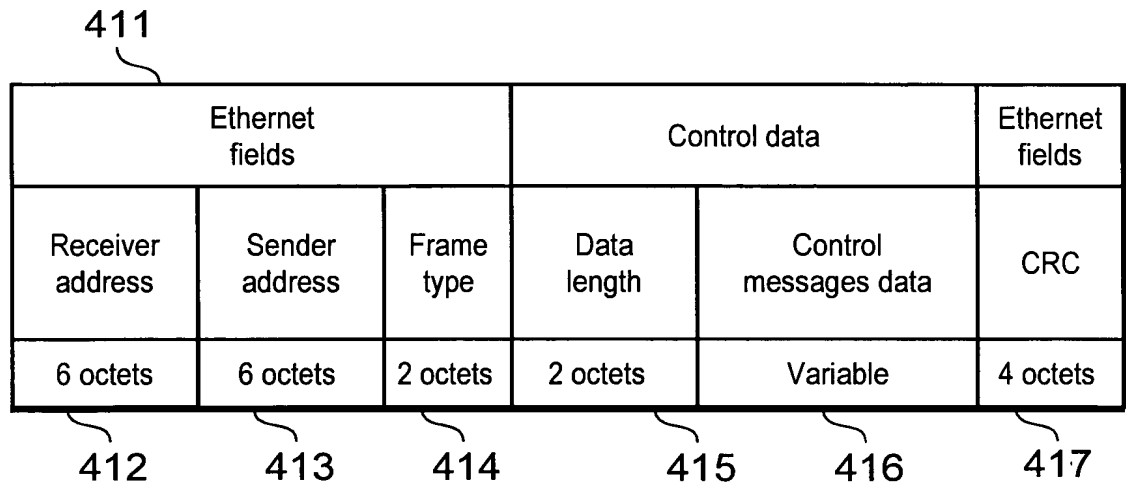 411
Ethernet
fields
Control data
Ethernet
fields
Receiver
address
Sender
address
Frame
type
Data
length
Control
messages data
CRC
6 octets
6 octets
2 octets
2 octets
Variable
4 octets
412
413
414
415
416
417